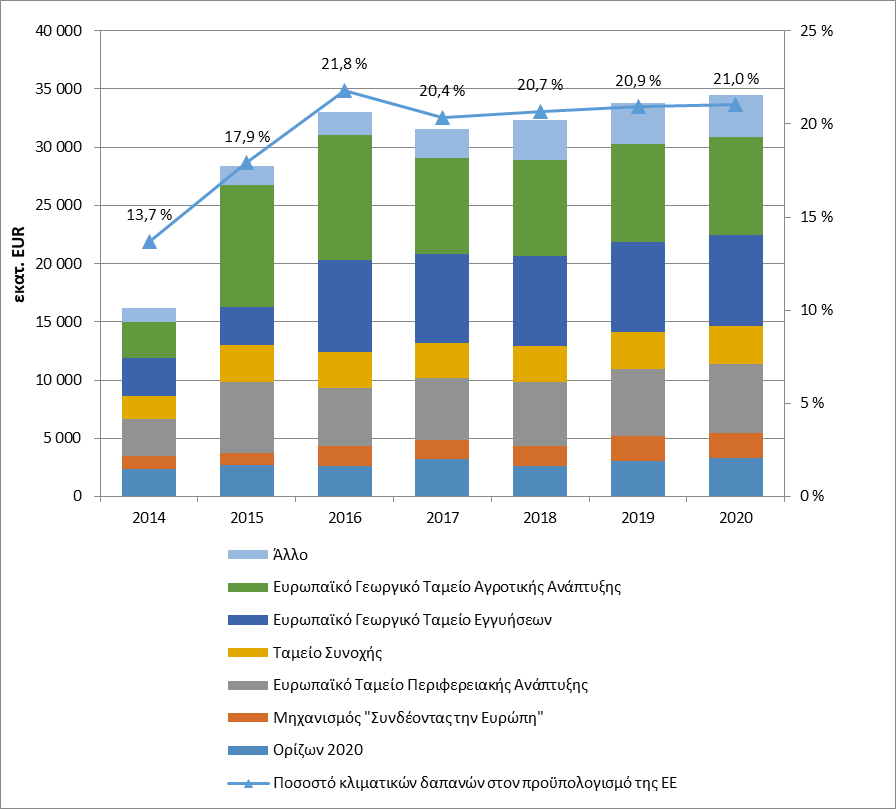 40 000
35 000
30 000
25 000
20 000
15 000
10 000
5 000
0
εκατ. EUR
25 %
20 %
15 %
10 %
5 %
0 %
13,7 %
17,9 %
21,8 %
20,4 %
20,7 %
20,9 %
21,0 %
2014 2015 2016 2017 2018 2019 2020
Άλλο
Ευρωπαϊκό Γεωργικό Ταμείο Αγροτικής Ανάπτυξης
Ευρωπαϊκό Γεωργικό Ταμείο Εγγυήσεων
Ταμείο Συνοχής
Ευρωπαϊκό Ταμείο Περιφερειακής Ανάπτυξης
Μηχανισμός "Συνδέοντας την Ευρώπη"
Ορίζων 2020
Ποσοστό κλιματικών δαπανών στον προϋπολογισμό της ΕΕ